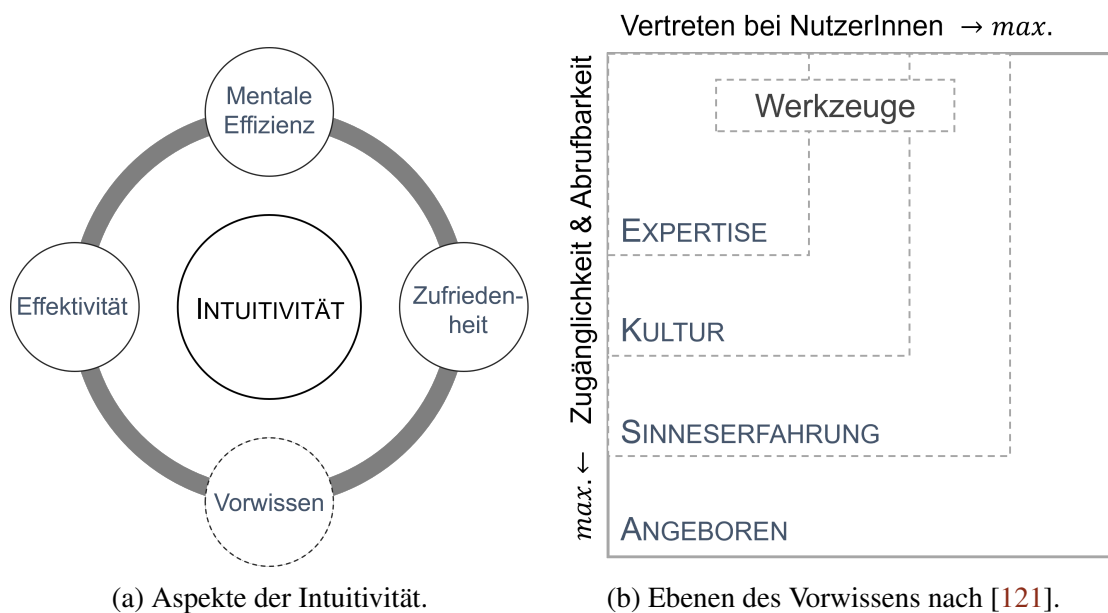 Mentale
Effizienz
Effektivität
INTUITIVITÄT
Zufrieden-
heit
Vorwissen
(a) Aspekte der Intuitivität.
Vertreten bei NutzerInnen → max.
max. ← Zugänglichkeit & Abrufbarkeit
Werkzeuge
EXPERTISE
KULTUR
SINNESERFAHRUNG
ANGEBOREN
(b) Ebenen des Vorwissens nach [121].